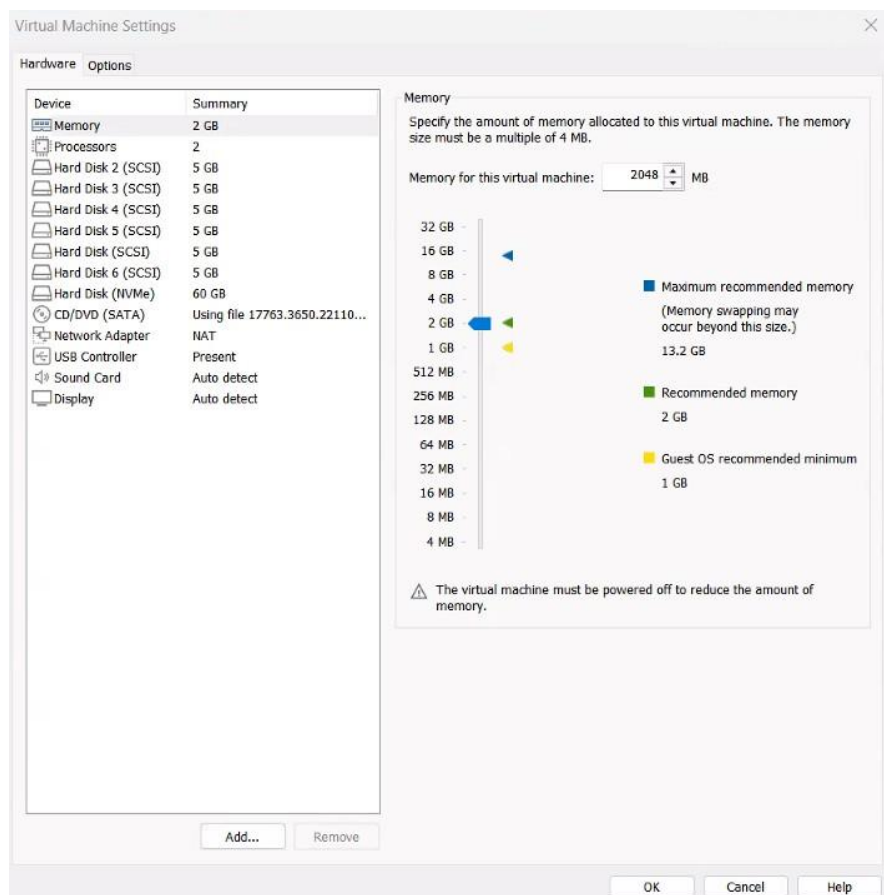 Virtual Machine Settings
Hardware Options
Device Summary
Memory 2 GB
Processors 2
Hard Disk 2 (SCSI) 5 GB
Hard Disk 3 (SCSI) 5 GB
Hard Disk 4 (SCSI) 5 GB
Hard Disk 5 (SCSI) 5 GB
Hard Disk (SCSI) 5 GB
Hard Disk 6 (SCSI) 5 GB
Hard Disk (NVMe) 60 GB
CD/DVD (SATA) Using file 17763.3650.22110...
Network Adapter NAT
USB Controller Present
Sound Card Auto detect
Display Auto detect
Add... Remove
Memory
Specify the amount of memory allocated to this virtual machine. The memory
size must be a multiple of 4 MB.
Memory for this virtual machine: 2048 MB
32 GB
16 GB
8 GB
4 GB
2 GB
1 GB
512 MB
256 MB
128 MB
64 MB
32 MB
16 MB
8 MB
4 MB
Maximum recommended memory
(Memory swapping may
occur beyond this size.)
13.2 GB
Recommended memory
2 GB
Guest OS recommended minimum
1 GB
The virtual machine must be powered off to reduce the amount of
memory.
OK Cancel Help